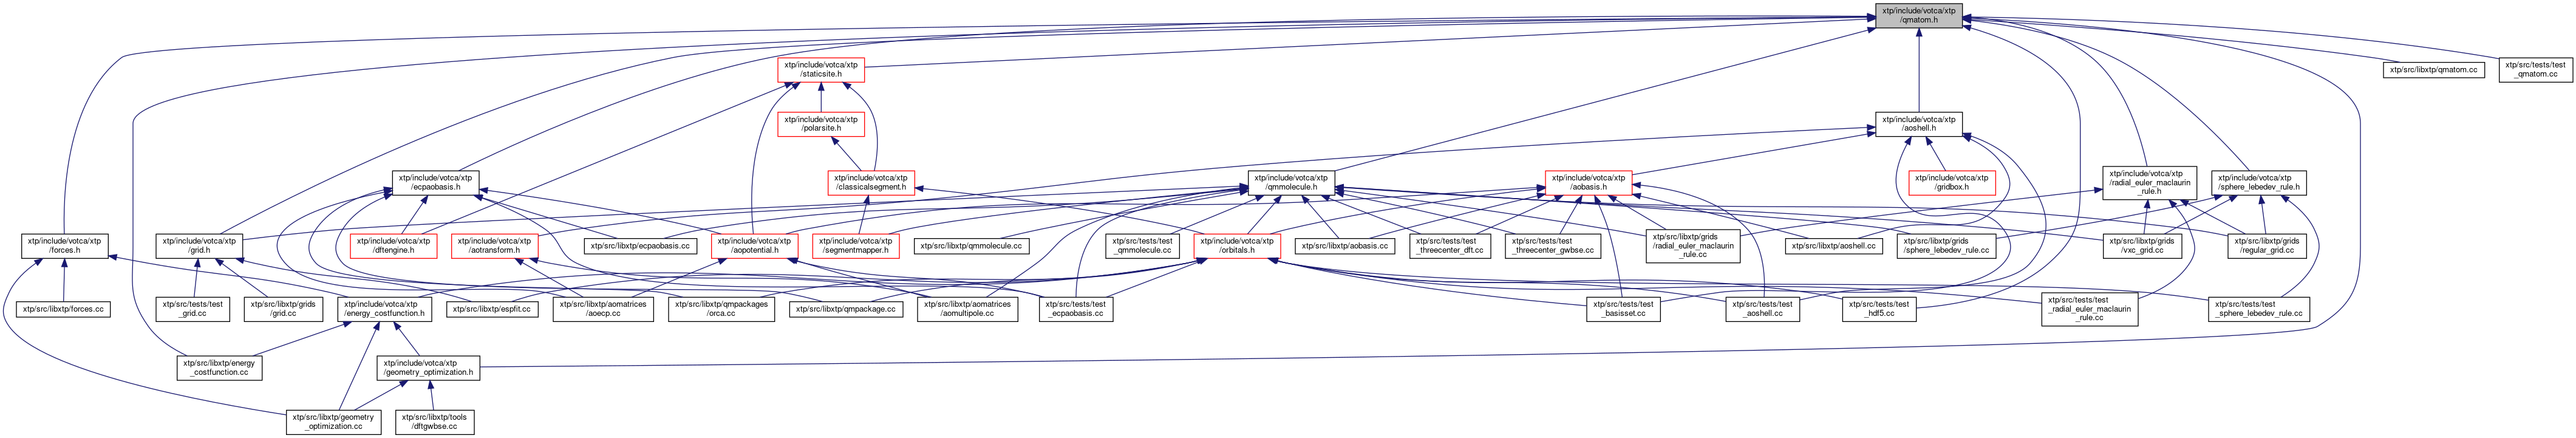 xtp/include/votca/xtp
/qmatom.h
xtp/include/votca/xtp
/staticsite.h
xtp/src/libxtp/qmatom.cc
xtp/src/tests/test
_qmatom.cc
xtp/include/votca/xtp
/polarsite.h
xtp/include/votca/xtp
/aoshell.h
xtp/include/votca/xtp
/ecpaobasis.h
xtp/include/votca/xtp
/classicalsegment.h
xtp/include/votca/xtp
/qmmolecule.h
xtp/include/votca/xtp
/aobasis.h
xtp/include/votca/xtp
/gridbox.h
xtp/include/votca/xtp
/radial_euler_maclaurin
_rule.h
xtp/include/votca/xtp
/sphere_lebedev_rule.h
xtp/include/votca/xtp
/forces.h
xtp/include/votca/xtp
/grid.h
xtp/include/votca/xtp
/dftengine.h
xtp/include/votca/xtp
/aotransform.h
xtp/src/libxtp/ecpaobasis.cc
xtp/include/votca/xtp
/aopotential.h
xtp/include/votca/xtp
/segmentmapper.h
xtp/src/libxtp/qmmolecule.cc
xtp/src/tests/test
_qmmolecule.cc
xtp/include/votca/xtp
/orbitals.h
xtp/src/libxtp/aobasis.cc
xtp/src/tests/test
_threecenter_dft.cc
xtp/src/tests/test
_threecenter_gwbse.cc
xtp/src/libxtp/grids
/radial_euler_maclaurin
_rule.cc
xtp/src/libxtp/aoshell.cc
xtp/src/libxtp/grids
/sphere_lebedev_rule.cc
xtp/src/libxtp/grids
/vxc_grid.cc
xtp/src/libxtp/grids
/regular_grid.cc
xtp/src/libxtp/forces.cc
xtp/src/tests/test
_grid.cc
xtp/src/libxtp/grids
/grid.cc
xtp/include/votca/xtp
/energy_costfunction.h
xtp/src/libxtp/espfit.cc
xtp/src/libxtp/aomatrices
/aoecp.cc
xtp/src/libxtp/qmpackages
/orca.cc
xtp/src/libxtp/qmpackage.cc
xtp/src/libxtp/aomatrices
/aomultipole.cc
xtp/src/tests/test
_ecpaobasis.cc
xtp/src/tests/test
_basisset.cc
xtp/src/tests/test
_aoshell.cc
xtp/src/tests/test
_hdf5.cc
xtp/src/tests/test
_radial_euler_maclaurin
_rule.cc
xtp/src/tests/test
_sphere_lebedev_rule.cc
xtp/src/libxtp/energy
_costfunction.cc
xtp/include/votca/xtp
/geometry_optimization.h
xtp/src/libxtp/geometry
_optimization.cc
xtp/src/libxtp/tools
/dftgwbse.cc